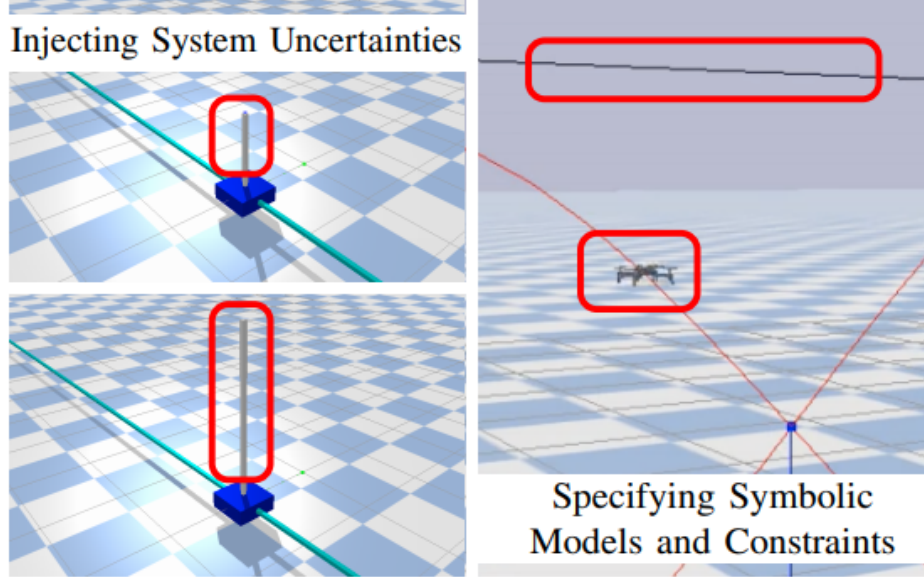 Injecting System Uncertainties
Specifying Symbolic
Models and Constraints